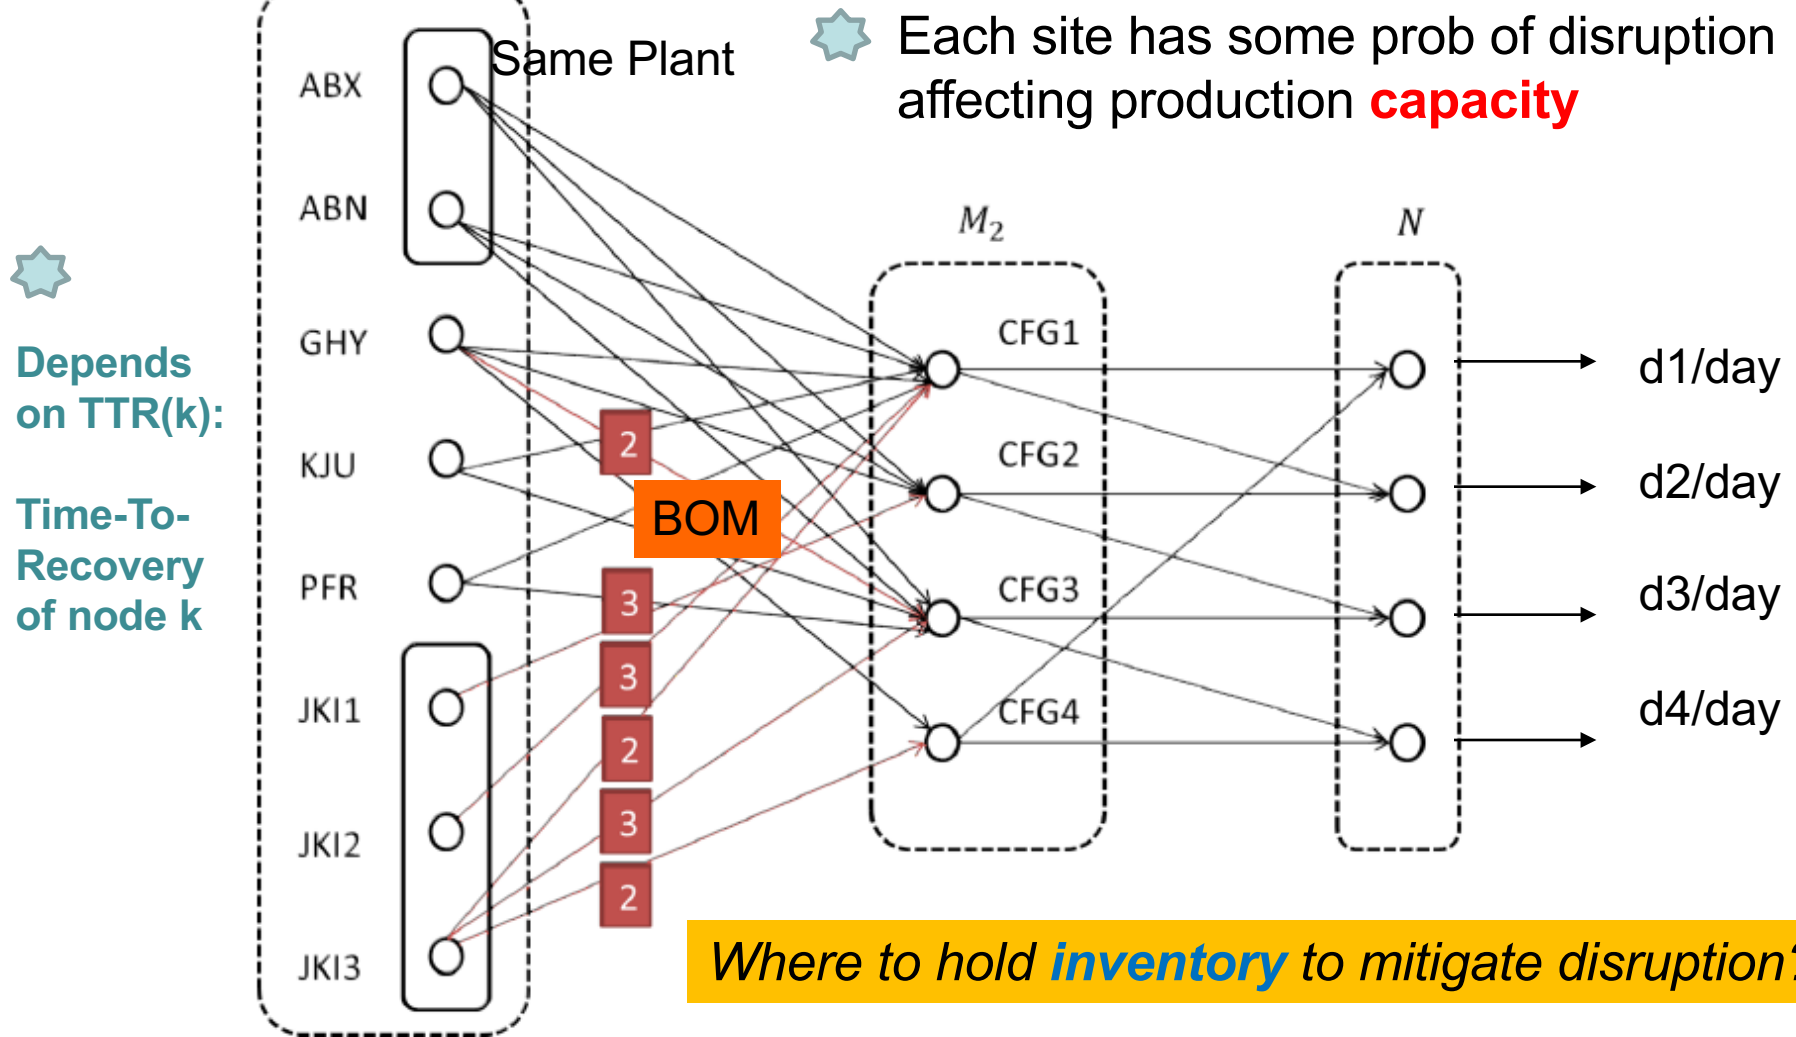 Same Plant
Each site has some prob of disruption
affecting production capacity
ABX
ABN
GHY
KJU
PFR
JKI1
JKI2
JKI3
Depends
on TTR(k):
Time-To-
Recovery
of node k
2
BOM
3
3
2
3
2
M₂
CFG1
CFG2
CFG3
CFG4
N
d1/day
d2/day
d3/day
d4/day
Where to hold inventory to mitigate disruption?